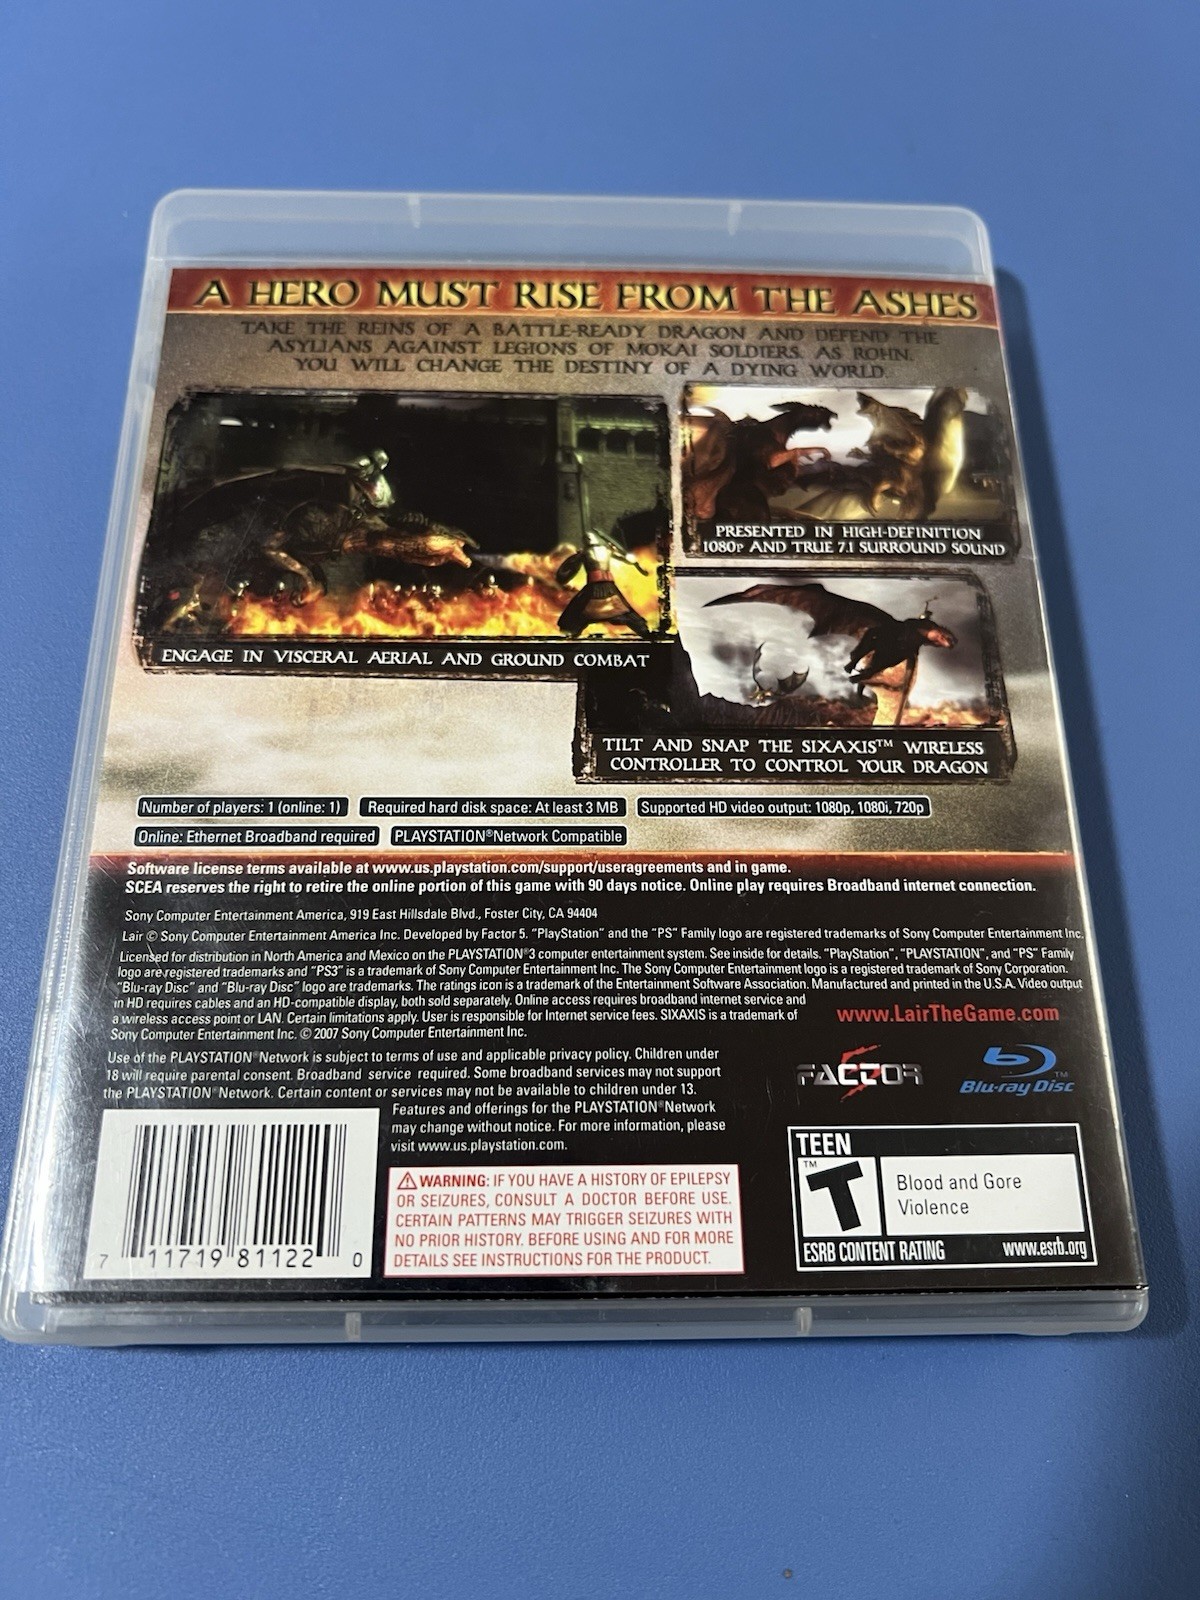 A HERO MUST RISE FROM THE ASHES
TAKE THE REINS OF A BATTLE-READY DRAGON AND DEFEND THE
ASYLIANS AGAINST LEGIONS OF MOKAI SOLDIERS. AS ROHN,
YOU WILL CHANGE THE DESTINY OF A DYING WORLD.
PRESENTED IN HIGH-DEFINITION
1080P AND TRUE 7.1 SURROUND SOUND
ENGAGE IN VISCERAL AERIAL AND GROUND COMBAT
TILT AND SNAP THE SIXAXIS™ WIRELESS
CONTROLLER TO CONTROL YOUR DRAGON
Number of players: 1 (online: 1) Required hard disk space: At least 3 MB Supported HD video output: 1080p, 1080i, 720p
Online: Ethernet Broadband required PLAYSTATION®Network Compatible
Software license terms available at www.us.playstation.com/support/useragreements and in game.
SCEA reserves the right to retire the online portion of this game with 90 days notice. Online play requires Broadband internet connection.
Sony Computer Entertainment America, 919 East Hillsdale Blvd., Foster City, CA 94404
Lair © Sony Computer Entertainment America Inc. Developed by Factor 5. "PlayStation" and the "PS" Family logo are registered trademarks of Sony Computer Entertainment Inc.
Licensed for distribution in North America and Mexico on the PLAYSTATION®3 computer entertainment system. See inside for details. "PlayStation", "PLAYSTATION", and "PS" Family
logo are registered trademarks and "PS3" is a trademark of Sony Computer Entertainment Inc. The Sony Computer Entertainment logo is a registered trademark of Sony Corporation.
"Blu-ray Disc" and "Blu-ray Disc" logo are trademarks. The ratings icon is a trademark of the Entertainment Software Association. Manufactured and printed in the U.S.A. Video output
in HD requires cables and an HD-compatible display, both sold separately. Online access requires broadband internet service and
a wireless access point or LAN. Certain limitations apply. User is responsible for Internet service fees. SIXAXIS is a trademark of
Sony Computer Entertainment Inc. © 2007 Sony Computer Entertainment Inc.
www.LairTheGame.com
Use of the PLAYSTATION®Network is subject to terms of use and applicable privacy policy. Children under
18 will require parental consent. Broadband service required. Some broadband services may not support
the PLAYSTATION®Network. Certain content or services may not be available to children under 13.
Features and offerings for the PLAYSTATION®Network
may change without notice. For more information, please
visit www.us.playstation.com.
FACTOR 5
Blu-ray Disc™
WARNING: IF YOU HAVE A HISTORY OF EPILEPSY
OR SEIZURES, CONSULT A DOCTOR BEFORE USE.
CERTAIN PATTERNS MAY TRIGGER SEIZURES WITH
NO PRIOR HISTORY. BEFORE USING AND FOR MORE
DETAILS SEE INSTRUCTIONS FOR THE PRODUCT.
7 11719 81122 0
TEEN
T™
Blood and Gore
Violence
ESRB CONTENT RATING www.esrb.org